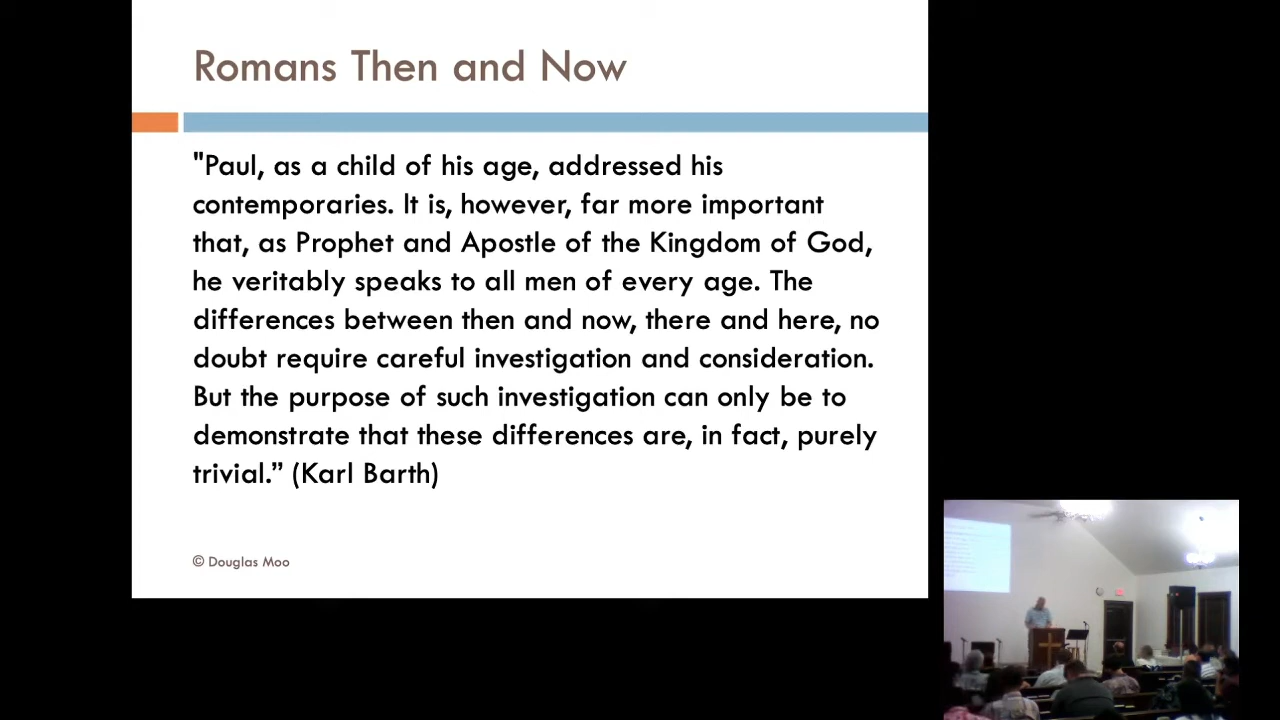 Romans Then and Now
"Paul, as a child of his age, addressed his
contemporaries. It is, however, far more important
that, as Prophet and Apostle of the Kingdom of God,
he veritably speaks to all men of every age. The
differences between then and now, there and here, no
doubt require careful investigation and consideration.
But the purpose of such investigation can only be to
demonstrate that these differences are, in fact, purely
trivial.” (Karl Barth)
© Douglas Moo